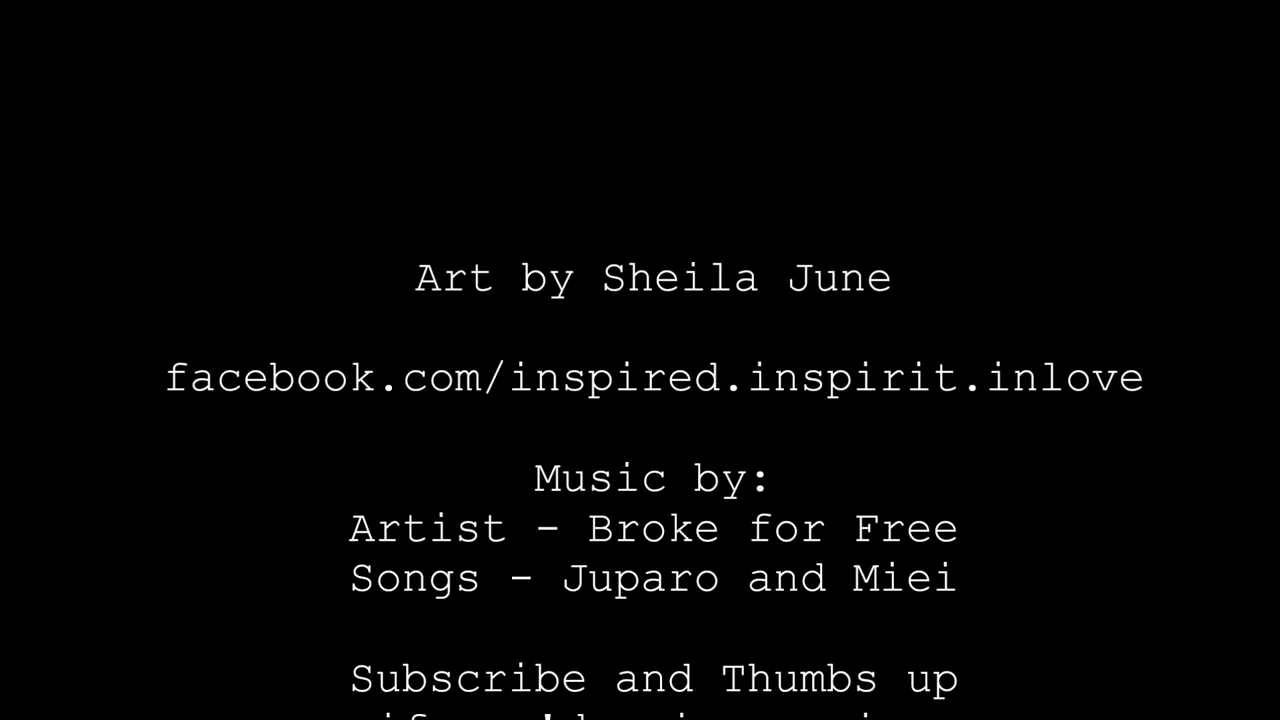 Art by Sheila June
facebook.com/inspired.inspirit.inlove
Music by:
Artist - Broke for Free
Songs - Juparo and Miei
Subscribe and Thumbs up